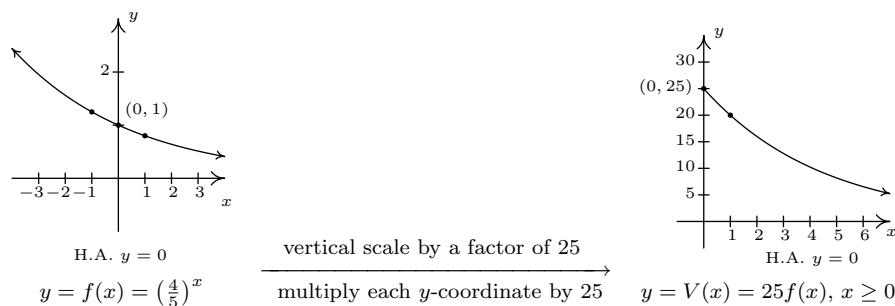 y
2
(0, 1)
−3 −2 −1 1 2 3
x
H.A. y = 0
y = f(x) = (4/5)^x
vertical scale by a factor of 25
multiply each y-coordinate by 25
y
30
(0, 25)
20
15
10
5
1 2 3 4 5 6
x
H.A. y = 0
y = V(x) = 25f(x), x ≥ 0